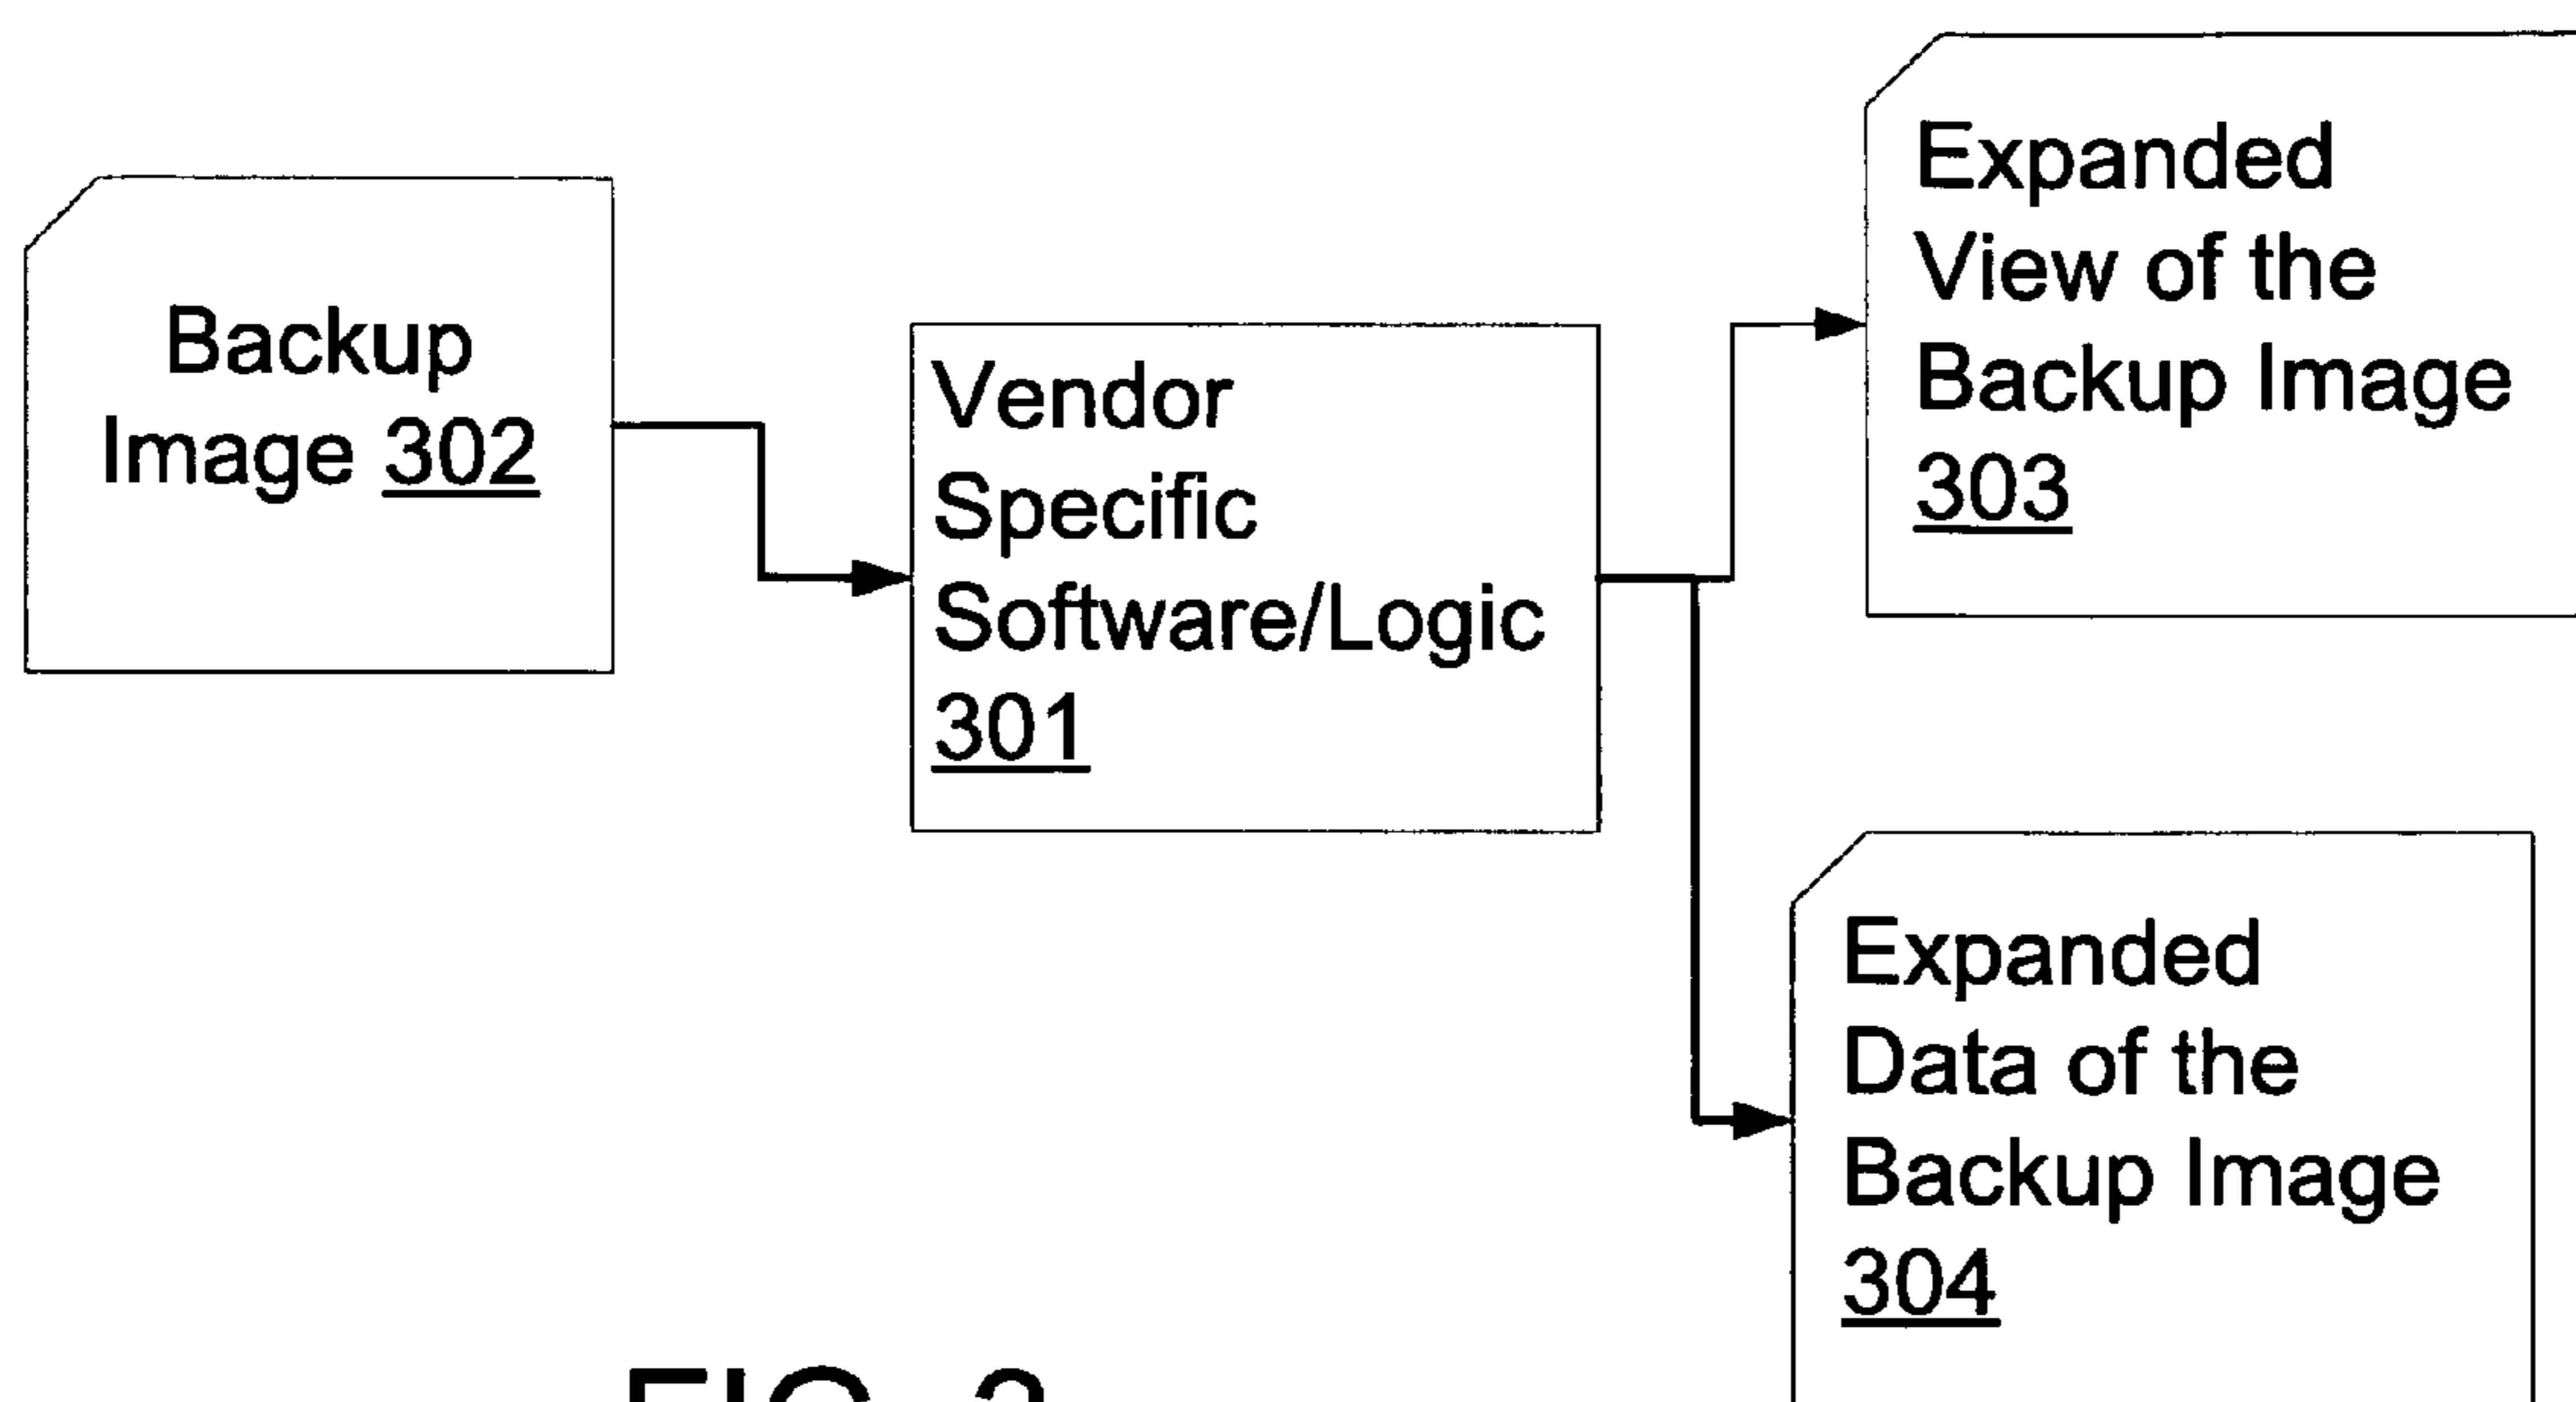 Backup
Image 302
Vendor
Specific
Software/Logic
301
Expanded
View of the
Backup Image
303
Expanded
Data of the
Backup Image
304